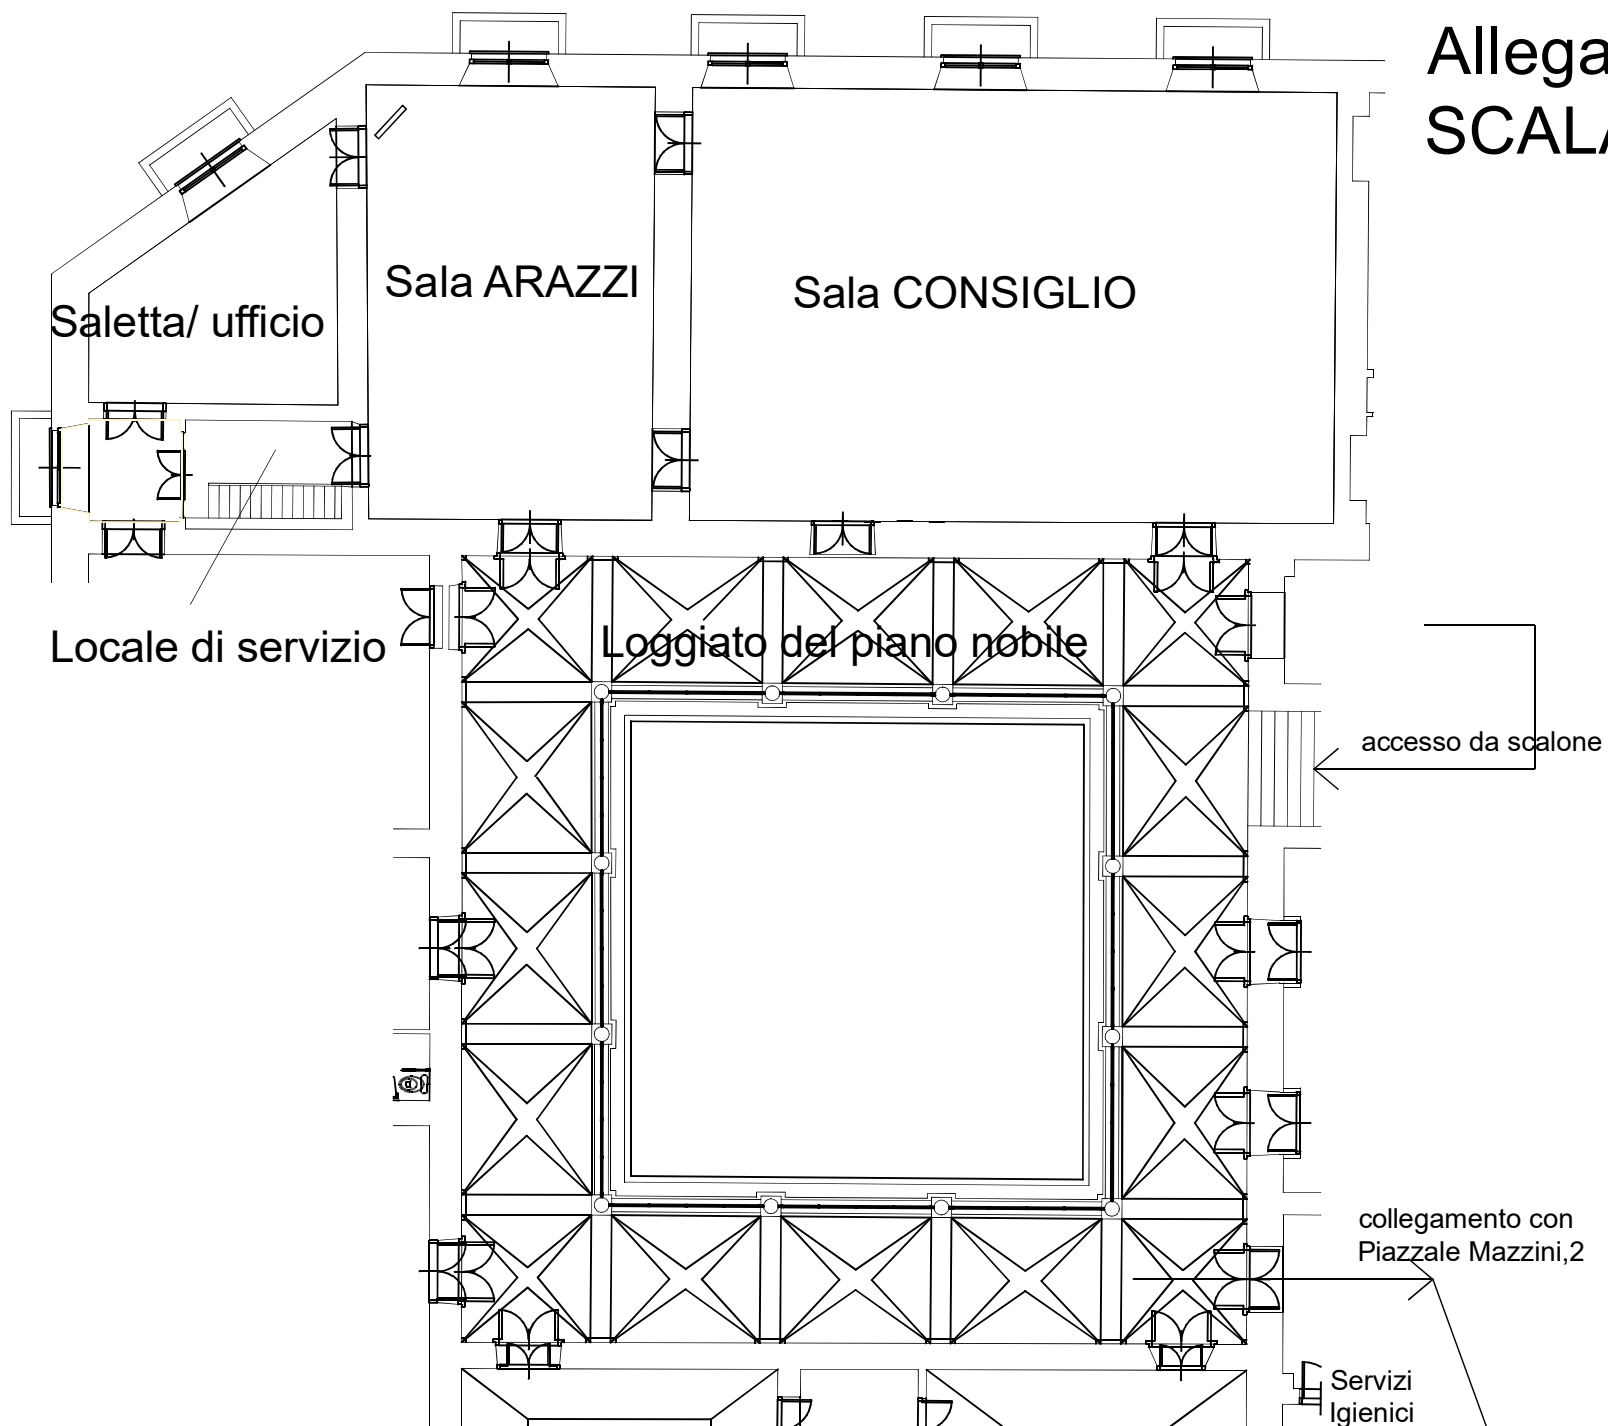 Allega
SCALA
Sala ARAZZI
Sala CONSIGLIO
Saletta/ ufficio
Locale di servizio
Loggiato del piano nobile
accesso da scalone
collegamento con
Piazzale Mazzini,2
Servizi
Igienici